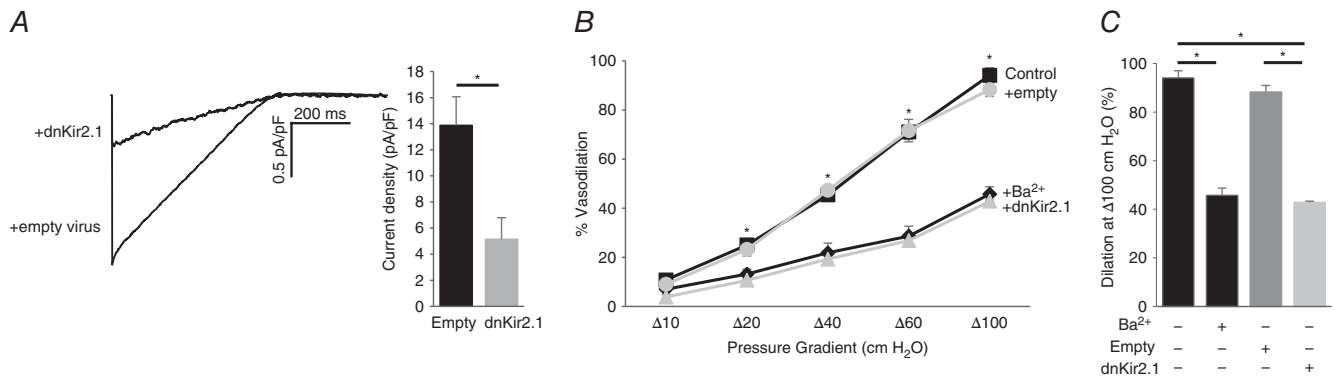 A
+dnKir2.1
+empty virus
200 ms
0.5 pA/pF
Current density (pA/pF)
18
16
14
12
10
8
6
4
2
0
*
Empty
dnKir2.1
B
% Vasodilation
100
80
60
40
20
0
*
*
*
*
*
Control
+empty
+Ba²⁺
+dnKir2.1
Δ10
Δ20
Δ40
Δ60
Δ100
Pressure Gradient (cm H₂O)
C
Dilation at Δ100 cm H₂O (%)
100
80
60
40
20
0
*
*
*
Ba²⁺ – + – –
Empty – – + –
dnKir2.1 – – – +